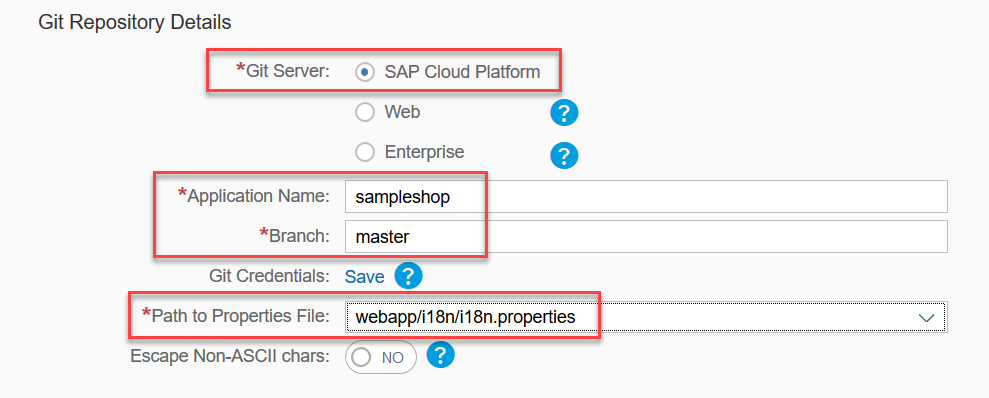 Git Repository Details
*Git Server: SAP Cloud Platform
Web ?
Enterprise ?
*Application Name: sampleshop
*Branch: master
Git Credentials: Save ?
*Path to Properties File: webapp/i18n/i18n.properties
Escape Non-ASCII chars: NO ?